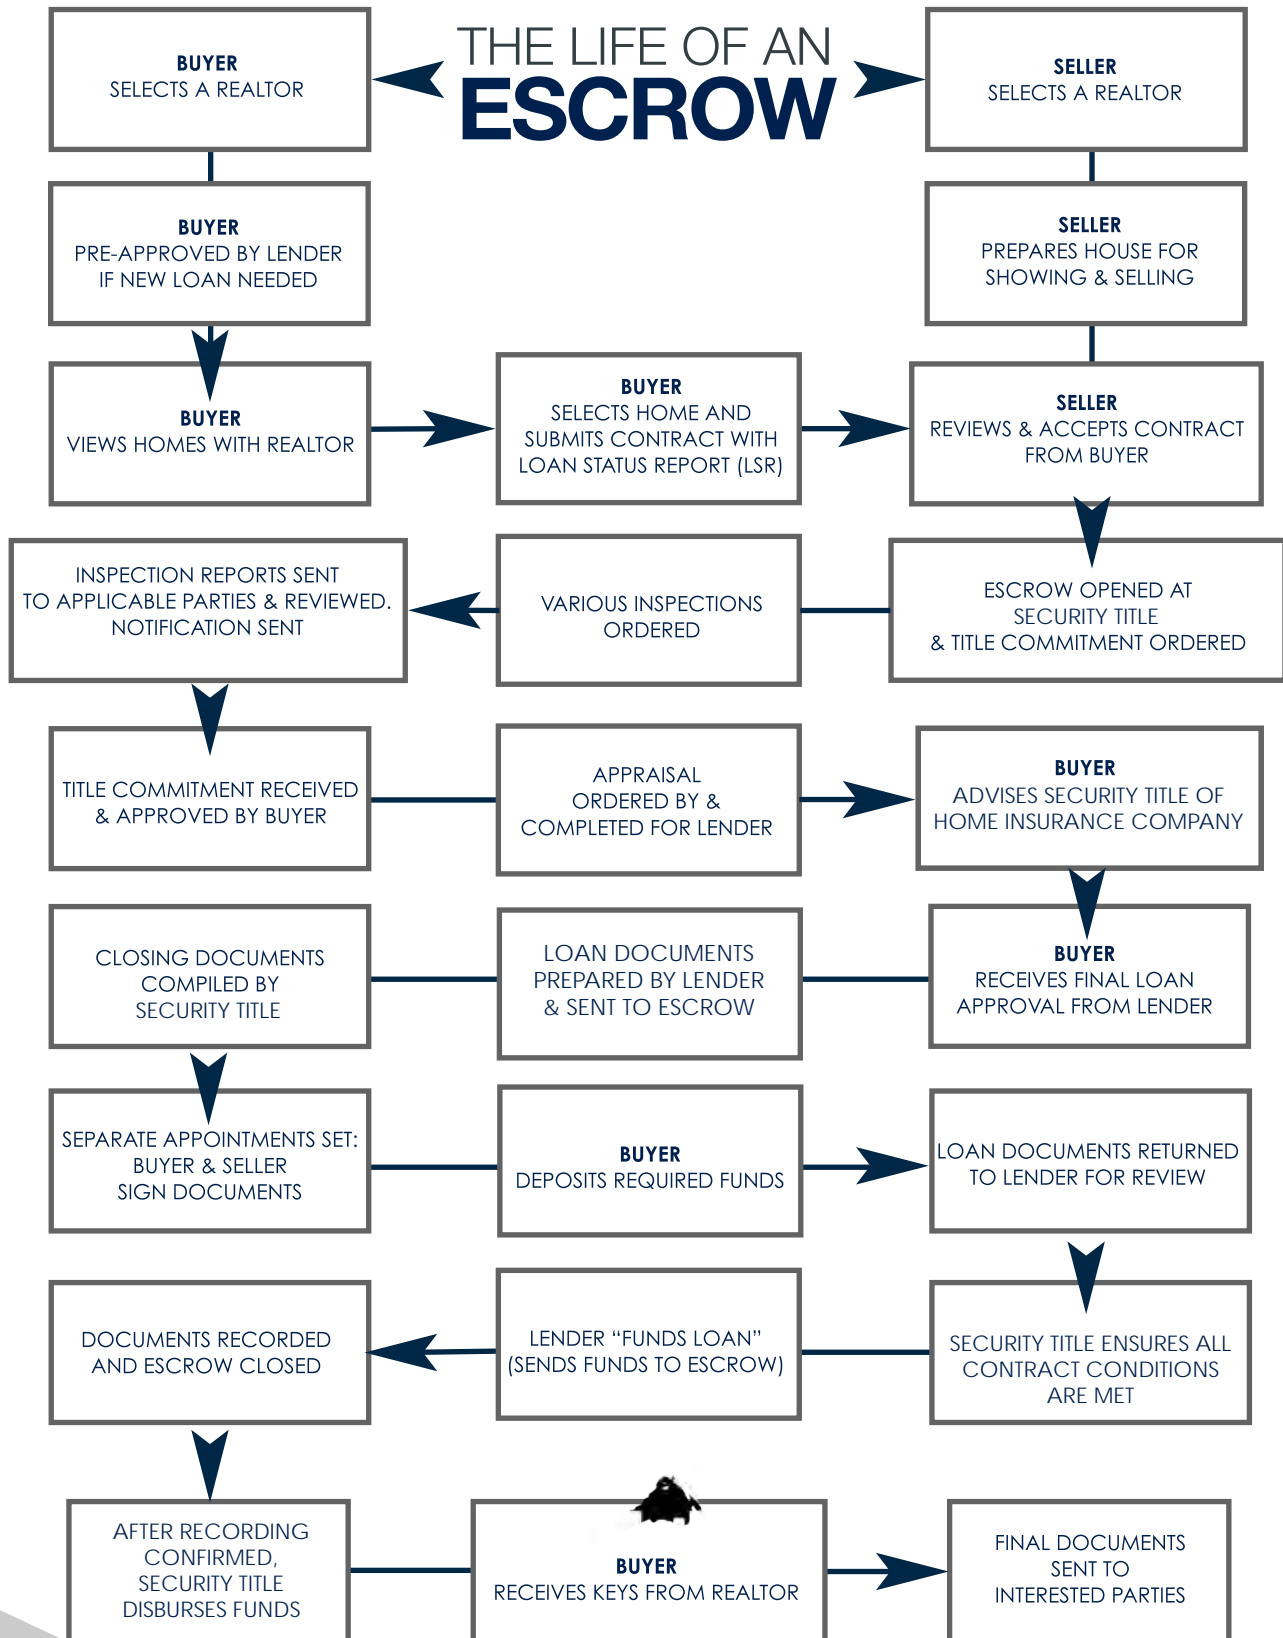 THE LIFE OF AN
ESCROW
BUYER
SELECTS A REALTOR
SELLER
SELECTS A REALTOR
BUYER
PRE-APPROVED BY LENDER
IF NEW LOAN NEEDED
SELLER
PREPARES HOUSE FOR
SHOWING & SELLING
BUYER
VIEWS HOMES WITH REALTOR
BUYER
SELECTS HOME AND
SUBMITS CONTRACT WITH
LOAN STATUS REPORT (LSR)
SELLER
REVIEWS & ACCEPTS CONTRACT
FROM BUYER
ESCROW OPENED AT
SECURITY TITLE
& TITLE COMMITMENT ORDERED
VARIOUS INSPECTIONS
ORDERED
INSPECTION REPORTS SENT
TO APPLICABLE PARTIES & REVIEWED.
NOTIFICATION SENT
TITLE COMMITMENT RECEIVED
& APPROVED BY BUYER
APPRAISAL
ORDERED BY &
COMPLETED FOR LENDER
BUYER
ADVISES SECURITY TITLE OF
HOME INSURANCE COMPANY
BUYER
RECEIVES FINAL LOAN
APPROVAL FROM LENDER
LOAN DOCUMENTS
PREPARED BY LENDER
& SENT TO ESCROW
CLOSING DOCUMENTS
COMPILED BY
SECURITY TITLE
SEPARATE APPOINTMENTS SET:
BUYER & SELLER
SIGN DOCUMENTS
BUYER
DEPOSITS REQUIRED FUNDS
LOAN DOCUMENTS RETURNED
TO LENDER FOR REVIEW
SECURITY TITLE ENSURES ALL
CONTRACT CONDITIONS
ARE MET
LENDER “FUNDS LOAN”
(SENDS FUNDS TO ESCROW)
DOCUMENTS RECORDED
AND ESCROW CLOSED
AFTER RECORDING
CONFIRMED,
SECURITY TITLE
DISBURSES FUNDS
BUYER
RECEIVES KEYS FROM REALTOR
FINAL DOCUMENTS
SENT TO
INTERESTED PARTIES